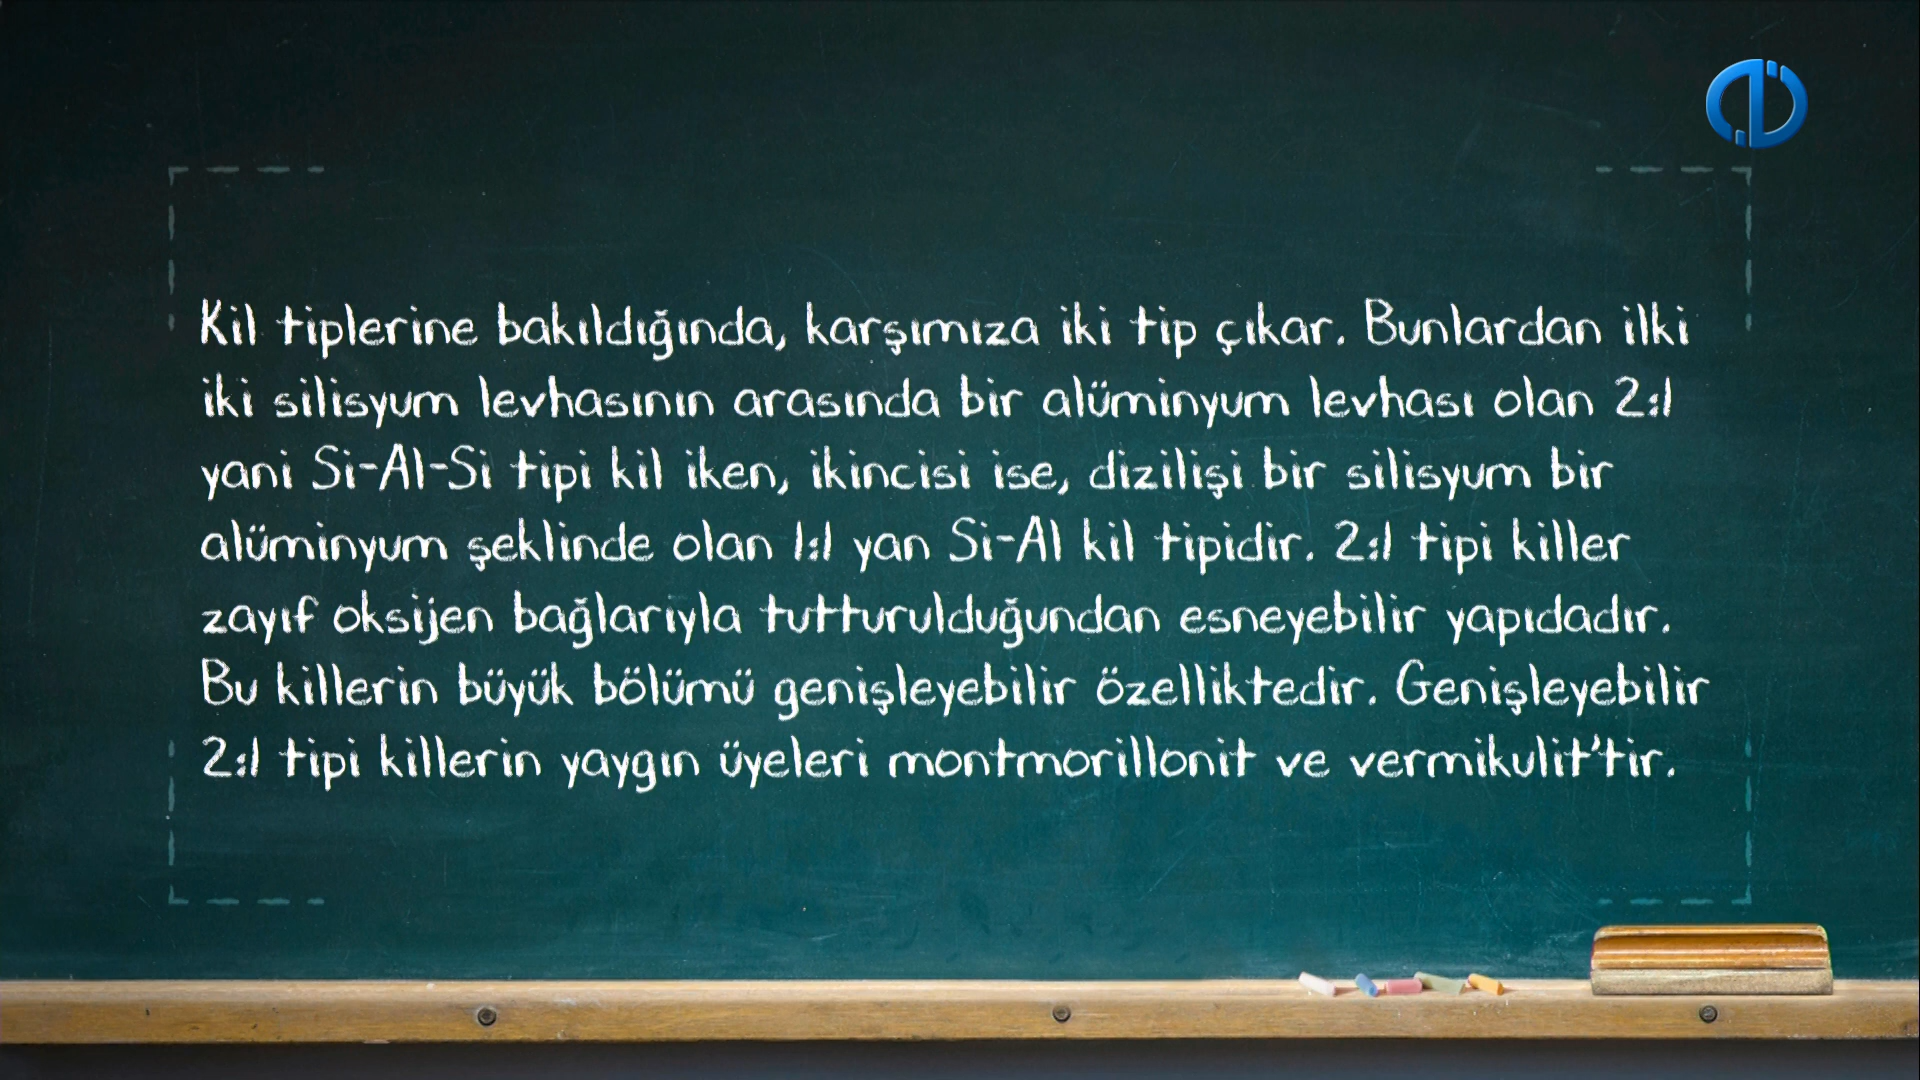 Kil tiplerine bakıldığında, karşımıza iki tip çıkar. Bunlardan ilki
iki silisyum levhasının arasında bir alüminyum levhası olan 2:1
yani Si-Al-Si tipi kil iken, ikincisi ise, dizilişi bir silisyum bir
alüminyum şeklinde olan 1:1 yan Si-Al kil tipidir. 2:1 tipi killer
zayıf oksijen bağlarıyla tutturulduğundan esneyebilir yapıdadır.
Bu killerin büyük bölümü genişleyebilir özelliktedir. Genişleyebilir
2:1 tipi killerin yaygın üyeleri montmorillonit ve vermikulit'tir.